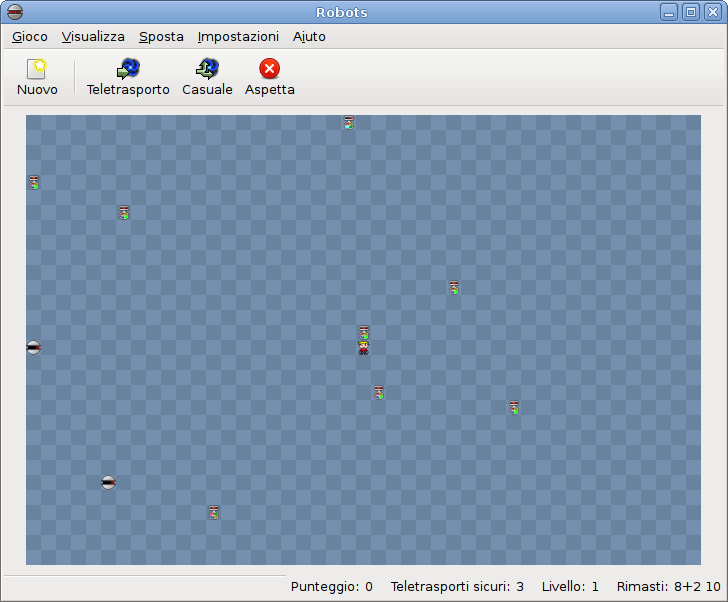 Robots
Gioco Visualizza Sposta Impostazioni Aiuto
Nuovo Teletrasporto Casuale Aspetta
Punteggio: 0 Teletrasporti sicuri: 3 Livello: 1 Rimasti: 8+2 10